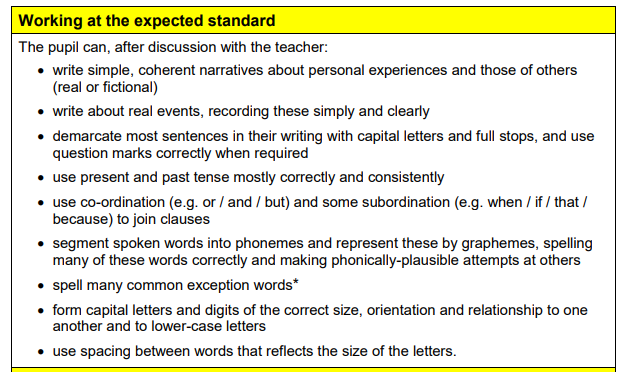 Working at the expected standard
The pupil can, after discussion with the teacher:
• write simple, coherent narratives about personal experiences and those of others
(real or fictional)
• write about real events, recording these simply and clearly
• demarcate most sentences in their writing with capital letters and full stops, and use
question marks correctly when required
• use present and past tense mostly correctly and consistently
• use co-ordination (e.g. or / and / but) and some subordination (e.g. when / if / that /
because) to join clauses
• segment spoken words into phonemes and represent these by graphemes, spelling
many of these words correctly and making phonically-plausible attempts at others
• spell many common exception words*
• form capital letters and digits of the correct size, orientation and relationship to one
another and to lower-case letters
• use spacing between words that reflects the size of the letters.